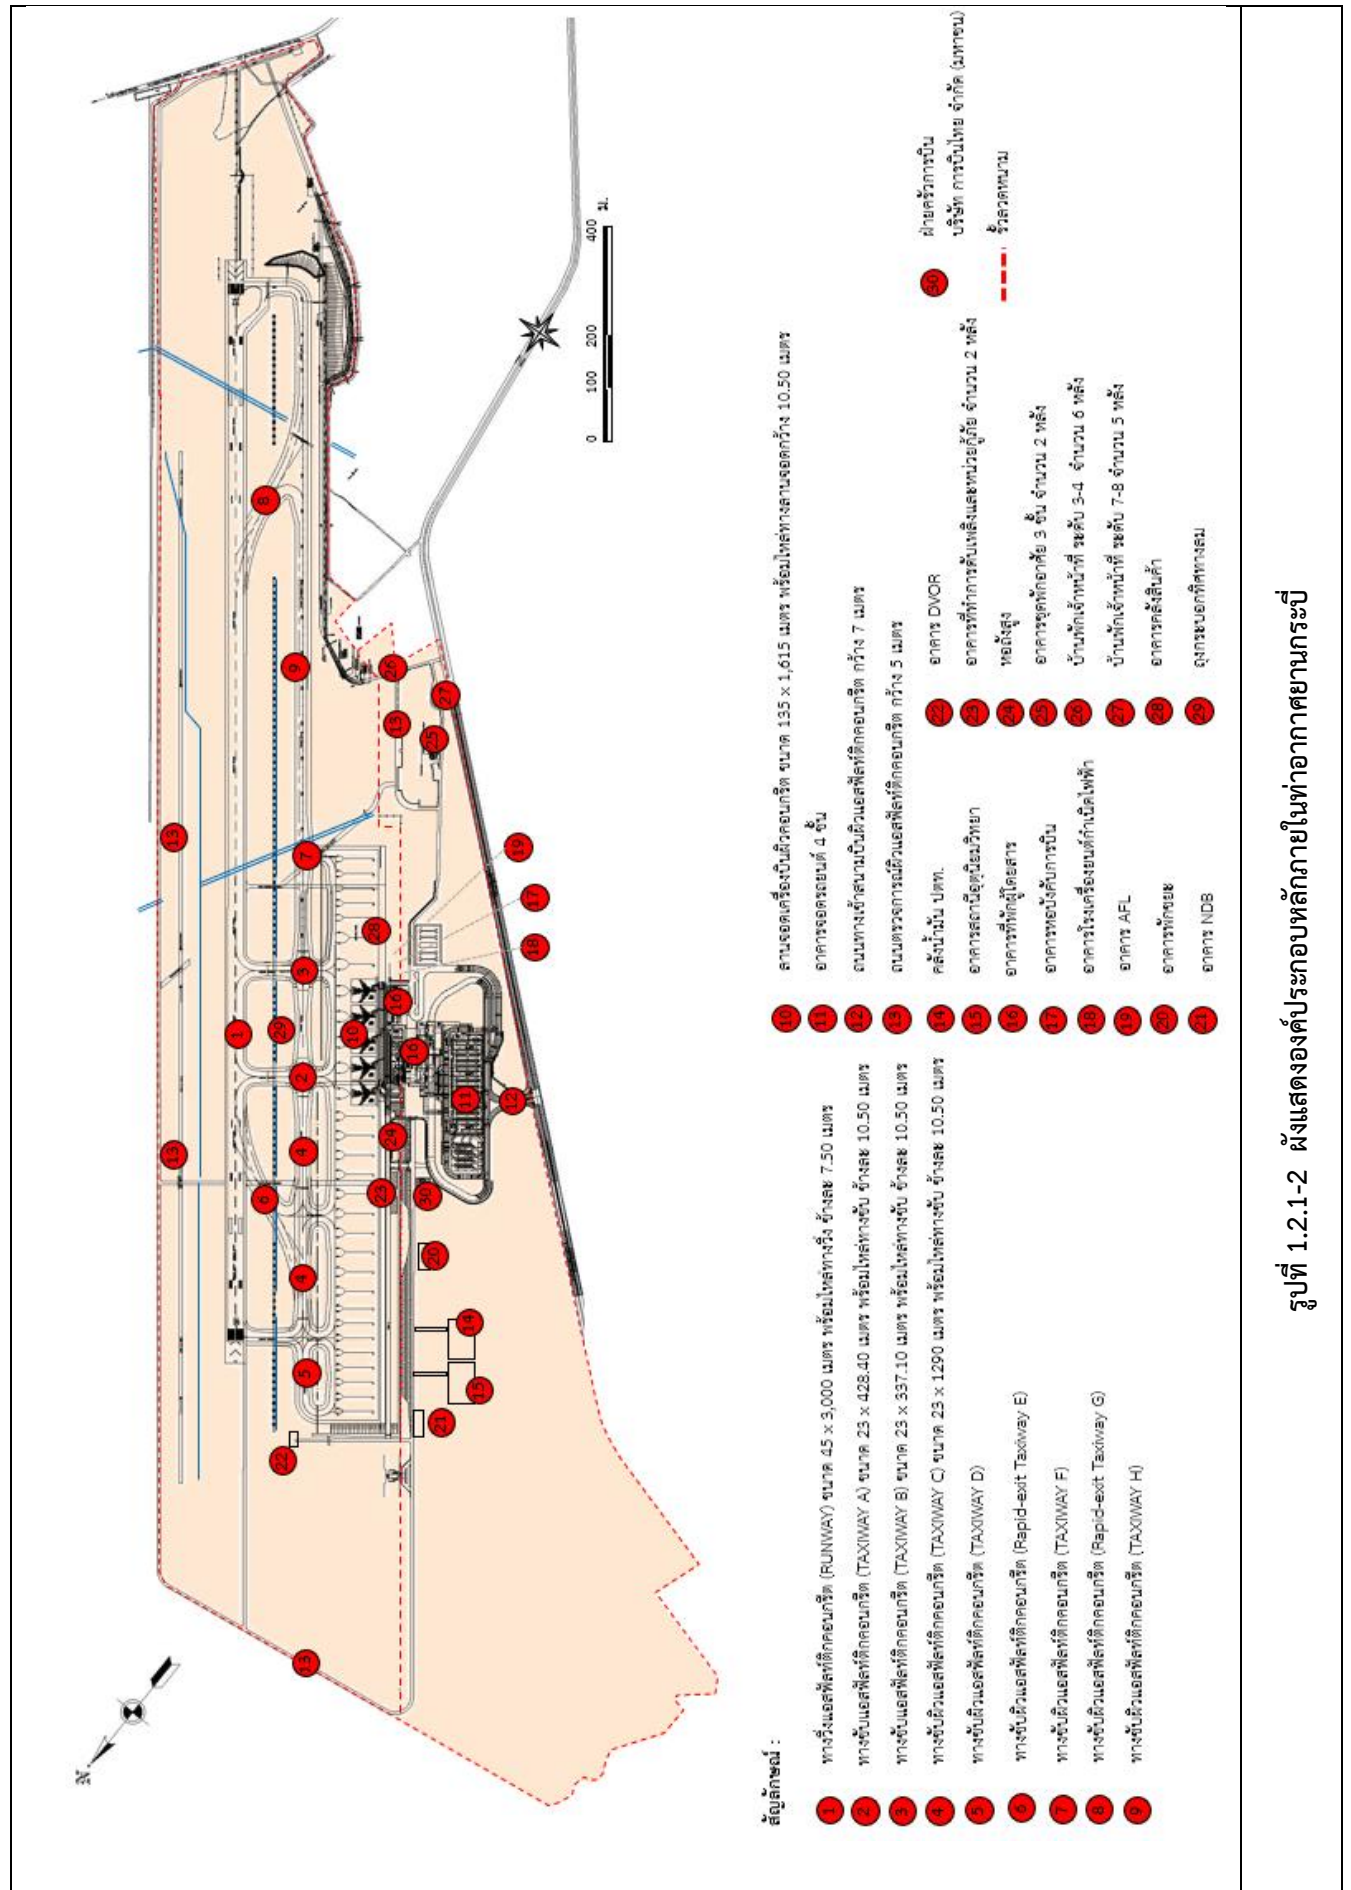 N.
0 100 200 400 ม.
สัญลักษณ์ :
1 ทางวิ่งแอสฟัลท์ติกคอนกรีต (RUNWAY) ขนาด 45 x 3,000 เมตร พร้อมไหล่ทางวิ่ง ข้างละ 7.50 เมตร
2 ทางขับแอสฟัลท์ติกคอนกรีต (TAXIWAY A) ขนาด 23 x 428.40 เมตร พร้อมไหล่ทางขับ ข้างละ 10.50 เมตร
3 ทางขับแอสฟัลท์ติกคอนกรีต (TAXIWAY B) ขนาด 23 x 337.10 เมตร พร้อมไหล่ทางขับ ข้างละ 10.50 เมตร
4 ทางขับผิวแอสฟัลท์ติกคอนกรีต (TAXIWAY C) ขนาด 23 x 1290 เมตร พร้อมไหล่ทางขับ ข้างละ 10.50 เมตร
5 ทางขับผิวแอสฟัลท์ติกคอนกรีต (TAXIWAY D)
6 ทางขับผิวแอสฟัลท์ติกคอนกรีต (Rapid-exit Taxiway E)
7 ทางขับผิวแอสฟัลท์ติกคอนกรีต (TAXIWAY F)
8 ทางขับผิวแอสฟัลท์ติกคอนกรีต (Rapid-exit Taxiway G)
9 ทางขับผิวแอสฟัลท์ติกคอนกรีต (TAXIWAY H)
10 ลานจอดเครื่องบินผิวคอนกรีต ขนาด 135 x 1,615 เมตร พร้อมไหล่ทางลานจอดกว้าง 10.50 เมตร
11 อาคารจอดรถยนต์ 4 ชั้น
12 ถนนทางเข้าสนามบินผิวแอสฟัลท์ติกคอนกรีต กว้าง 7 เมตร
13 ถนนตรวจการณ์ผิวแอสฟัลท์ติกคอนกรีต กว้าง 5 เมตร
14 คลังน้ำมัน ปตท.
15 อาคารสถานีอุตุนิยมวิทยา
16 อาคารที่พักผู้โดยสาร
17 อาคารหอบังคับการบิน
18 อาคารโรงเครื่องยนต์กำเนิดไฟฟ้า
19 อาคาร AFL
20 อาคารพักขยะ
21 อาคาร NDB
22 อาคาร DVOR
23 อาคารที่ทำการดับเพลิงและหน่วยกู้ภัย จำนวน 2 หลัง
24 หอถังสูง
25 อาคารชุดพักอาศัย 3 ชั้น จำนวน 2 หลัง
26 บ้านพักเจ้าหน้าที่ ระดับ 3-4 จำนวน 6 หลัง
27 บ้านพักเจ้าหน้าที่ ระดับ 7-8 จำนวน 5 หลัง
28 อาคารคลังสินค้า
29 ถุงกระบอกทิศทางลม
30 ฝ่ายครัวการบิน
บริษัท การบินไทย จำกัด (มหาชน)
รั้วลวดหนาม
รูปที่ 1.2.1-2 ผังแสดงองค์ประกอบหลักภายในท่าอากาศยานกระบี่